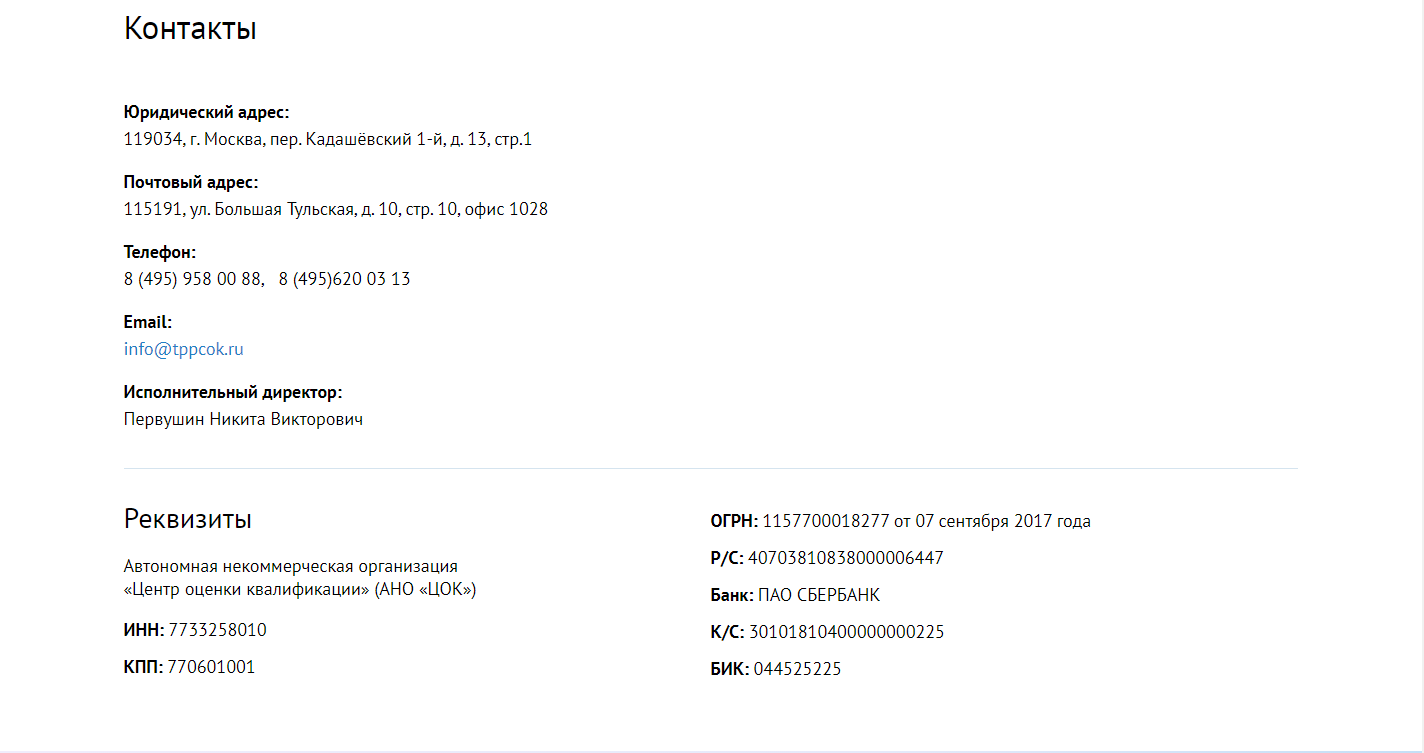 Контакты
Юридический адрес:
119034, г. Москва, пер. Кадашёвский 1-й, д. 13, стр.1
Почтовый адрес:
115191, ул. Большая Тульская, д. 10, стр. 10, офис 1028
Телефон:
8 (495) 958 00 88,   8 (495)620 03 13
Email:
info@tppcok.ru
Исполнительный директор:
Первушин Никита Викторович
Реквизиты
Автономная некоммерческая организация
«Центр оценки квалификации» (АНО «ЦОК»)
ИНН: 7733258010
КПП: 770601001
ОГРН: 1157700018277 от 07 сентября 2017 года
Р/С: 40703810838000006447
Банк: ПАО СБЕРБАНК
К/С: 30101810400000000225
БИК: 044525225